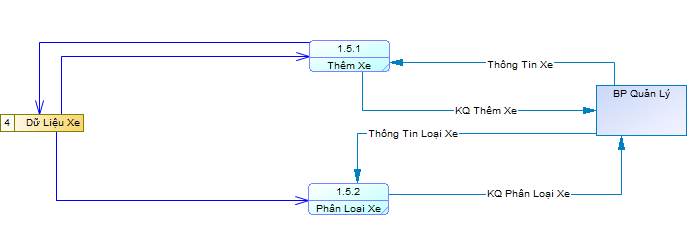 1.5.1
Thêm Xe
Thông Tin Xe
BP Quản Lý
KQ Thêm Xe
4 Dữ Liệu Xe
Thông Tin Loại Xe
1.5.2
Phân Loại Xe
KQ Phân Loại Xe